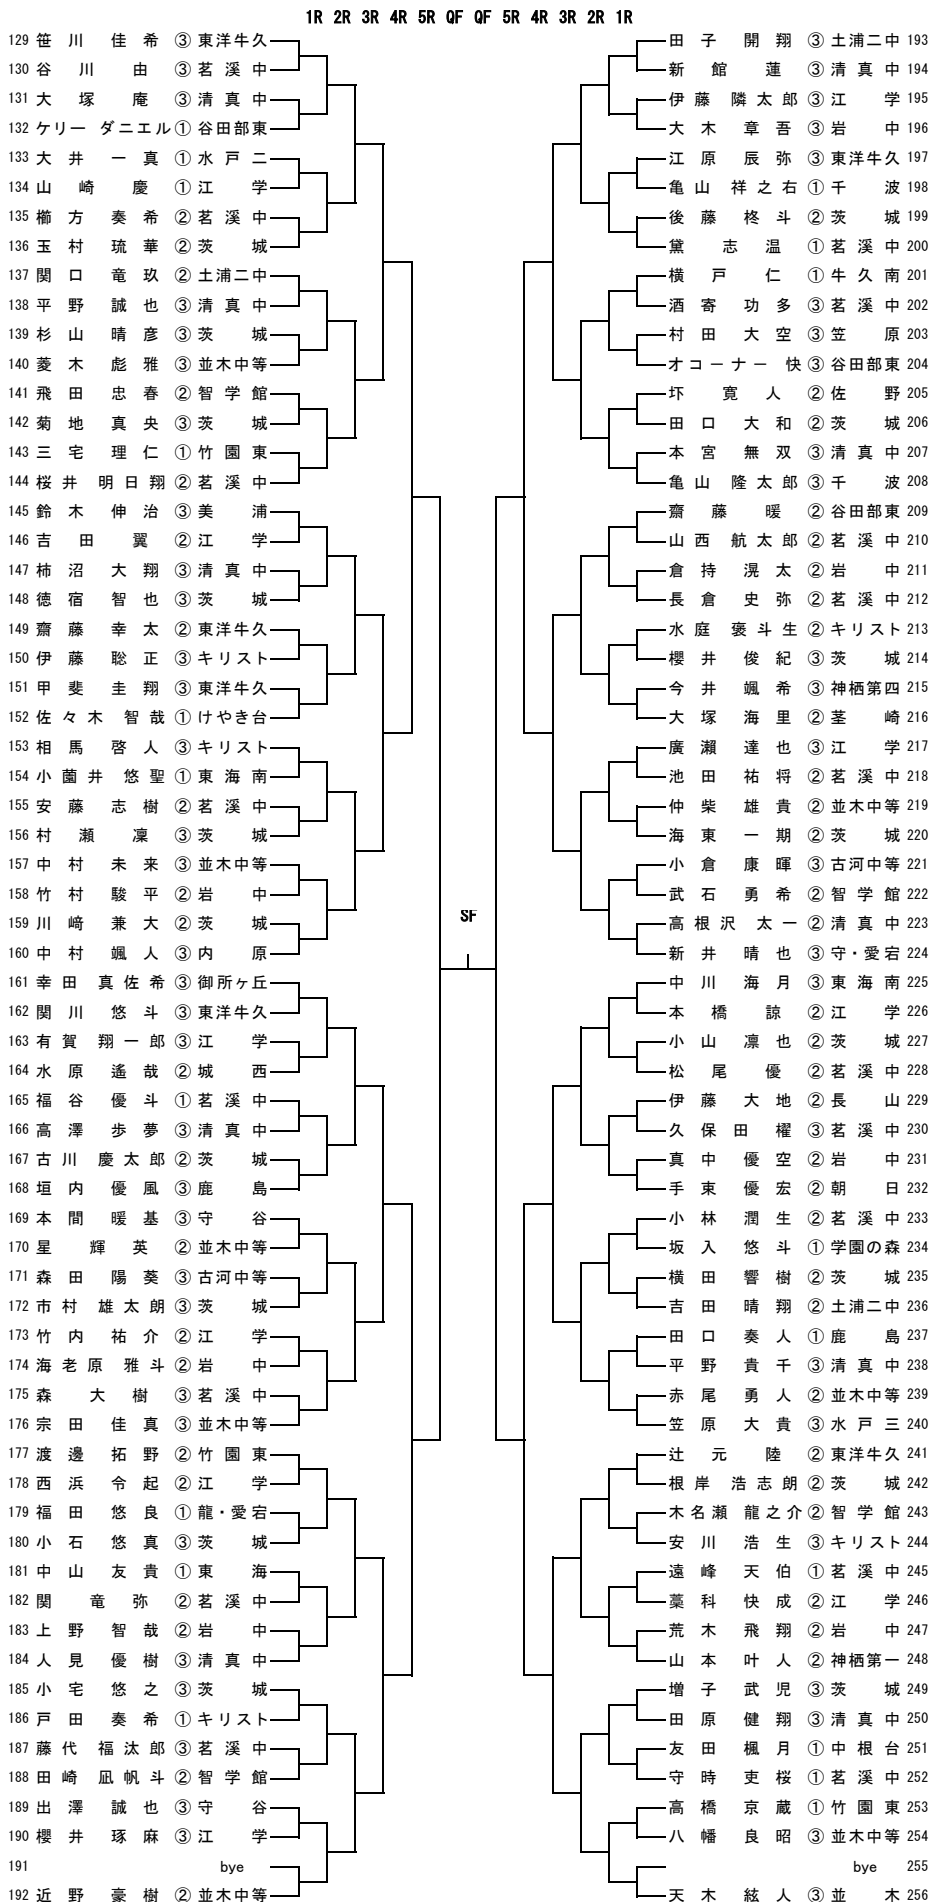 1R 2R 3R 4R 5R QF QF 5R 4R 3R 2R 1R
129 笹川 佳希 ③ 東洋牛久
130 谷川 由 ③ 茗溪中
131 大塚 庵 ③ 清真中
132 ケリー ダニエル ① 谷田部東
133 大井 一真 ① 水戸二
134 山崎 慶 ① 江学
135 櫛方 奏希 ② 茗溪中
136 玉村 琉華 ② 茨城
137 関口 竜玖 ② 土浦二中
138 平野 誠也 ③ 清真中
139 杉山 晴彦 ③ 茨城
140 菱木 彪雅 ③ 並木中等
141 飛田 忠春 ② 智学館
142 菊地 真央 ③ 茨城
143 三宅 理仁 ① 竹園東
144 桜井 明日翔 ② 茗溪中
145 鈴木 伸治 ③ 美浦
146 吉田 翼 ② 江学
147 柿沼 大翔 ③ 清真中
148 徳宿 智也 ③ 茨城
149 齋藤 幸太 ② 東洋牛久
150 伊藤 聡正 ③ キリスト
151 甲斐 圭翔 ③ 東洋牛久
152 佐々木 智哉 ① けやき台
153 相馬 啓人 ③ キリスト
154 小薗井 悠聖 ① 東海南
155 安藤 志樹 ② 茗溪中
156 村瀬 凜 ③ 茨城
157 中村 未来 ③ 並木中等
158 竹村 駿平 ② 岩中
159 川﨑 兼大 ② 茨城
160 中村 颯人 ③ 内原
161 幸田 真佐希 ③ 御所ヶ丘
162 関川 悠斗 ③ 東洋牛久
163 有賀 翔一郎 ③ 江学
164 水原 遙哉 ② 城西
165 福谷 優斗 ① 茗溪中
166 高澤 歩夢 ③ 清真中
167 古川 慶太郎 ② 茨城
168 垣内 優風 ③ 鹿島
169 本間 暖基 ③ 守谷
170 星 輝英 ② 並木中等
171 森田 陽葵 ③ 古河中等
172 市村 雄太朗 ③ 茨城
173 竹内 祐介 ② 江学
174 海老原 雅斗 ② 岩中
175 森 大樹 ③ 茗溪中
176 宗田 佳真 ③ 並木中等
177 渡邊 拓野 ② 竹園東
178 西浜 令起 ② 江学
179 福田 悠良 ① 龍・愛宕
180 小石 悠真 ③ 茨城
181 中山 友貴 ① 東海
182 関 竜弥 ② 茗溪中
183 上野 智哉 ② 岩中
184 人見 優樹 ③ 清真中
185 小宅 悠之 ③ 茨城
186 戸田 奏希 ① キリスト
187 藤代 福汰郎 ③ 茗溪中
188 田崎 凪帆斗 ② 智学館
189 出澤 誠也 ③ 守谷
190 櫻井 琢麻 ③ 江学
191 bye
192 近野 豪樹 ② 並木中等
SF
田子 開翔 ③ 土浦二中 193
新館 蓮 ③ 清真中 194
伊藤 隣太郎 ③ 江学 195
大木 章吾 ③ 岩中 196
江原 辰弥 ③ 東洋牛久 197
亀山 祥之右 ① 千波 198
後藤 柊斗 ② 茨城 199
黛 志温 ① 茗溪中 200
横戸 仁 ① 牛久南 201
酒寄 功多 ③ 茗溪中 202
村田 大空 ③ 笠原 203
オコーナー 快 ③ 谷田部東 204
圷 寛人 ② 佐野 205
田口 大和 ② 茨城 206
本宮 無双 ③ 清真中 207
亀山 隆太郎 ③ 千波 208
齋藤 暖 ② 谷田部東 209
山西 航太郎 ② 茗溪中 210
倉持 滉太 ② 岩中 211
長倉 史弥 ② 茗溪中 212
水庭 褒斗生 ② キリスト 213
櫻井 俊紀 ③ 茨城 214
今井 颯希 ③ 神栖第四 215
大塚 海里 ② 茎崎 216
廣瀬 達也 ③ 江学 217
池田 祐将 ② 茗溪中 218
仲柴 雄貴 ② 並木中等 219
海東 一期 ② 茨城 220
小倉 康暉 ③ 古河中等 221
武石 勇希 ② 智学館 222
高根沢 太一 ② 清真中 223
新井 晴也 ③ 守・愛宕 224
中川 海月 ③ 東海南 225
本橋 諒 ② 江学 226
小山 凛也 ② 茨城 227
松尾 優 ② 茗溪中 228
伊藤 大地 ② 長山 229
久保田 櫂 ③ 茗溪中 230
真中 優空 ② 岩中 231
手束 優宏 ② 朝日 232
小林 潤生 ② 茗溪中 233
坂入 悠斗 ① 学園の森 234
横田 響樹 ② 茨城 235
吉田 晴翔 ② 土浦二中 236
田口 奏人 ① 鹿島 237
平野 貴千 ③ 清真中 238
赤尾 勇人 ② 並木中等 239
笠原 大貴 ③ 水戸三 240
辻元 陸 ② 東洋牛久 241
根岸 浩志朗 ② 茨城 242
木名瀬 龍之介 ② 智学館 243
安川 浩生 ③ キリスト 244
遠峰 天伯 ① 茗溪中 245
藁科 快成 ② 江学 246
荒木 飛翔 ② 岩中 247
山本 叶人 ② 神栖第一 248
増子 武児 ③ 茨城 249
田原 健翔 ③ 清真中 250
友田 楓月 ① 中根台 251
守時 吏桜 ① 茗溪中 252
高橋 京蔵 ① 竹園東 253
八幡 良昭 ③ 並木中等 254
bye 255
天木 絃人 ③ 並木 256